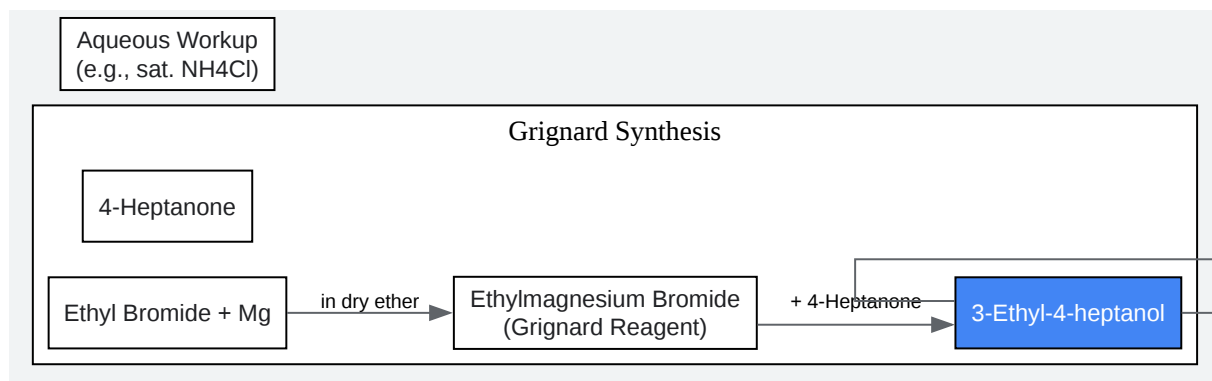 Aqueous Workup
(e.g., sat. NH4Cl)
Grignard Synthesis
4-Heptanone
Ethyl Bromide + Mg
in dry ether
Ethylmagnesium Bromide
(Grignard Reagent)
+ 4-Heptanone
3-Ethyl-4-heptanol